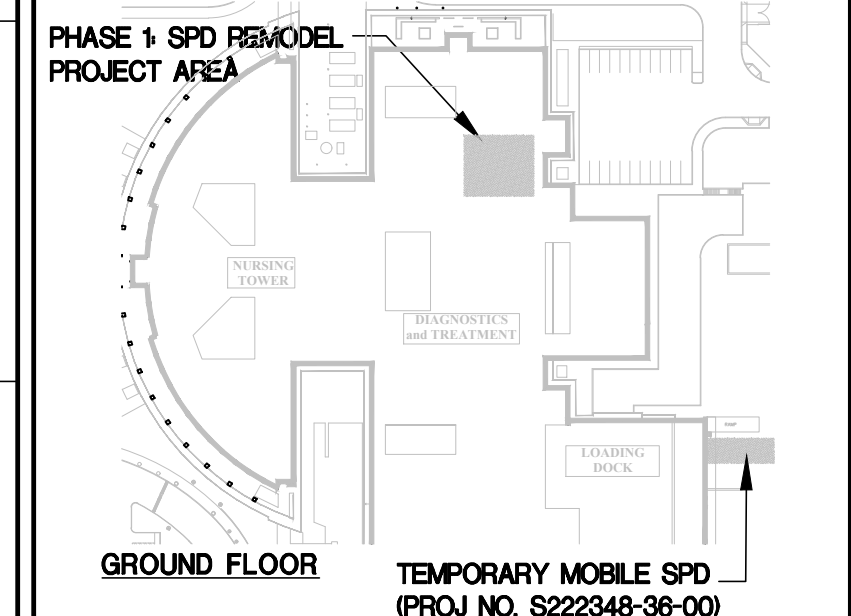 PHASE 1: SPD REMODEL
PROJECT AREA
NURSING
TOWER
DIAGNOSTICS
and TREATMENT
LOADING
DOCK
GROUND FLOOR
TEMPORARY MOBILE SPD
(PROJ NO. S222348-36-00)